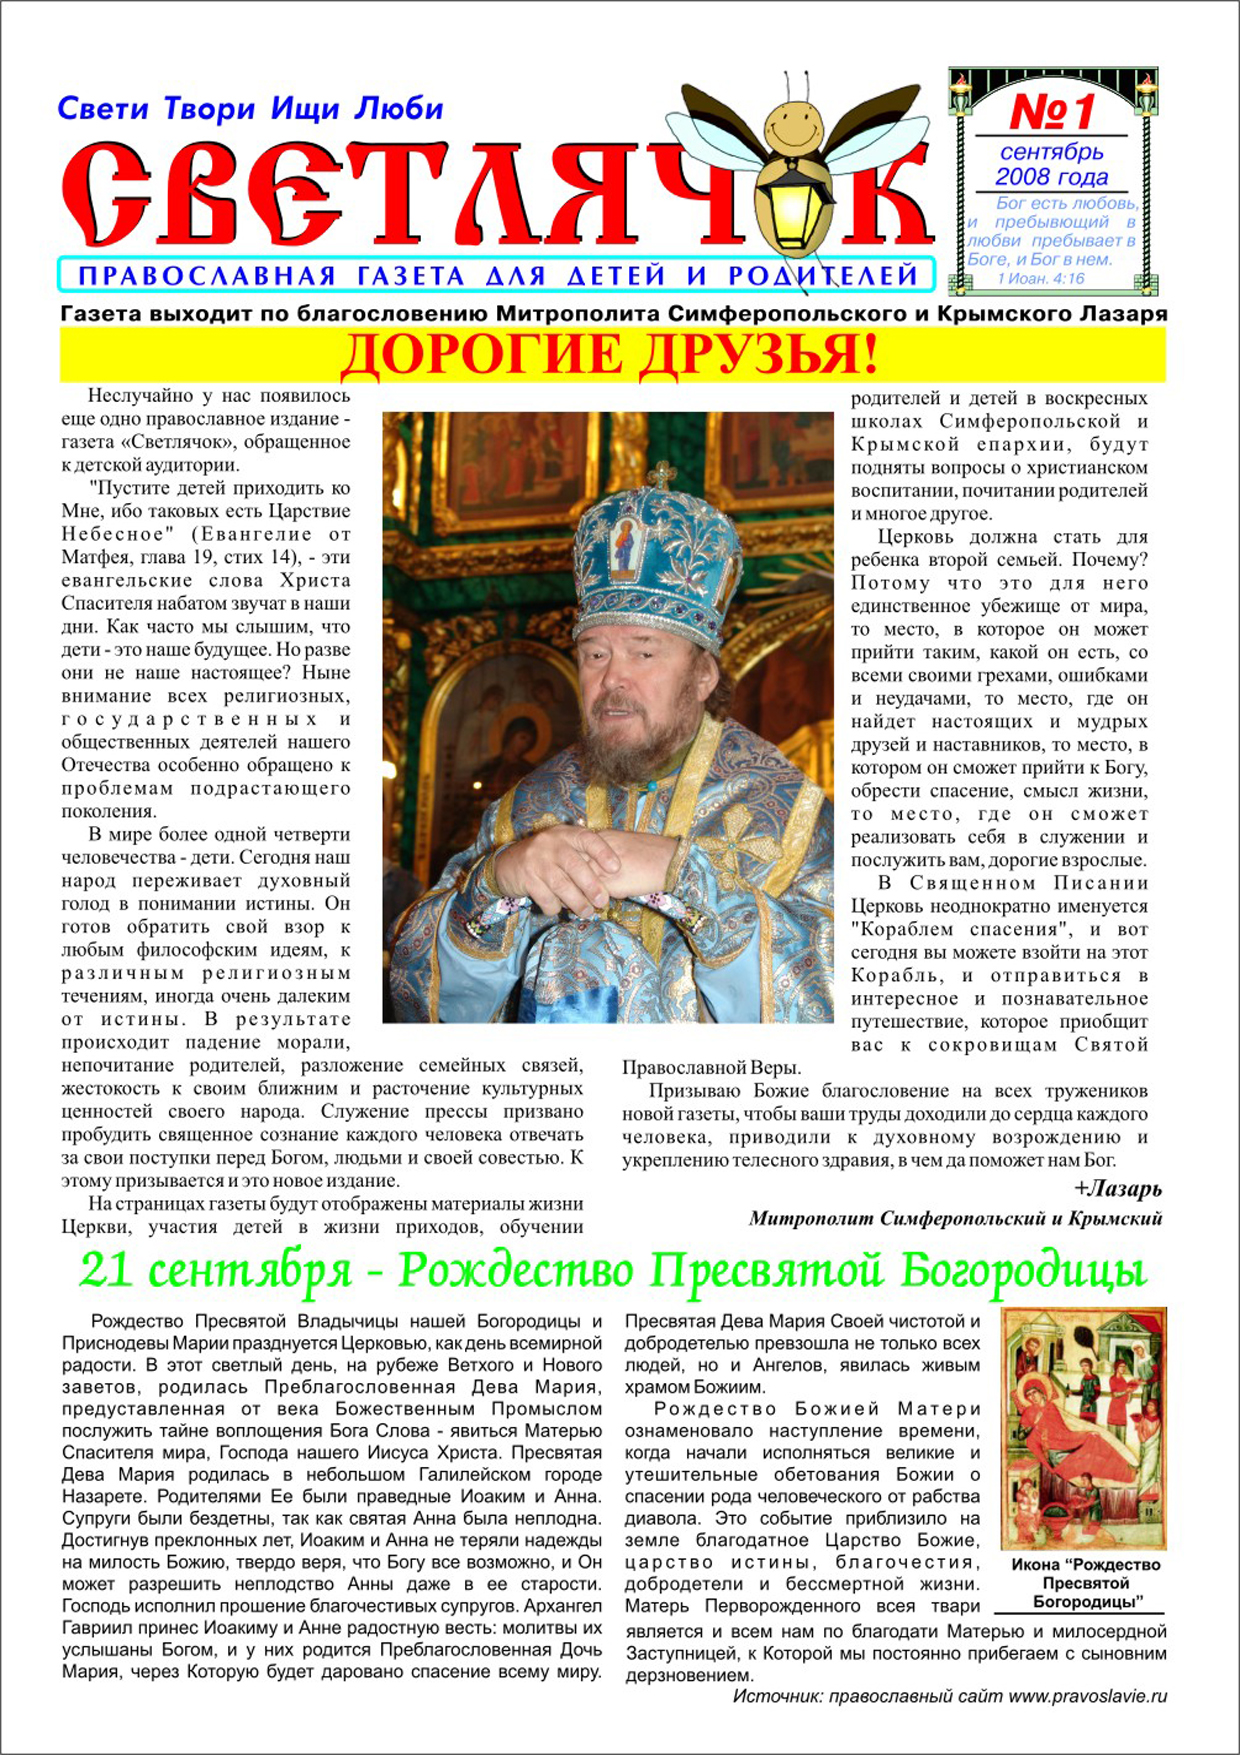 Свети Твори Ищи Люби
СВЕТЛЯЧОК
ПРАВОСЛАВНАЯ ГАЗЕТА ДЛЯ ДЕТЕЙ И РОДИТЕЛЕЙ
№1
сентябрь
2008 года
Бог есть любовь,
и пребывющий в
любви пребывает в
Боге, и Бог в нем.
1 Иоан. 4:16
Газета выходит по благословению Митрополита Симферопольского и Крымского Лазаря
ДОРОГИЕ ДРУЗЬЯ!
Неслучайно у нас появилось
еще одно православное издание -
газета «Светлячок», обращенное
к детской аудитории.
"Пустите детей приходить ко
Мне, ибо таковых есть Царствие
Небесное" (Евангелие от
Матфея, глава 19, стих 14), - эти
евангельские слова Христа
Спасителя набатом звучат в наши
дни. Как часто мы слышим, что
дети - это наше будущее. Но разве
они не наше настоящее? Ныне
внимание всех религиозных,
государственных и
общественных деятелей нашего
Отечества особенно обращено к
проблемам подрастающего
поколения.
В мире более одной четверти
человечества - дети. Сегодня наш
народ переживает духовный
голод в понимании истины. Он
готов обратить свой взор к
любым философским идеям, к
различным религиозным
течениям, иногда очень далеким
от истины. В результате
происходит падение морали,
непочитание родителей, разложение семейных связей,
жестокость к своим ближним и расточение культурных
ценностей своего народа. Служение прессы призвано
пробудить священное сознание каждого человека отвечать
за свои поступки перед Богом, людьми и своей совестью. К
этому призывается и это новое издание.
На страницах газеты будут отображены материалы жизни
Церкви, участия детей в жизни приходов, обучении
родителей и детей в воскресных
школах Симферопольской и
Крымской епархии, будут
подняты вопросы о христианском
воспитании, почитании родителей
и многое другое.
Церковь должна стать для
ребенка второй семьей. Почему?
Потому что это для него
единственное убежище от мира,
то место, в которое он может
прийти таким, какой он есть, со
всеми своими грехами, ошибками
и неудачами, то место, где он
найдет настоящих и мудрых
друзей и наставников, то место, в
котором он сможет прийти к Богу,
обрести спасение, смысл жизни,
то место, где он сможет
реализовать себя в служении и
послужить вам, дорогие взрослые.
В Священном Писании
Церковь неоднократно именуется
"Кораблем спасения", и вот
сегодня вы можете взойти на этот
Корабль, и отправиться в
интересное и познавательное
путешествие, которое приобщит
вас к сокровищам Святой
Православной Веры.
Призываю Божие благословение на всех тружеников
новой газеты, чтобы ваши труды доходили до сердца каждого
человека, приводили к духовному возрождению и
укреплению телесного здравия, в чем да поможет нам Бог.
+Лазарь
Митрополит Симферопольский и Крымский
21 сентября - Рождество Пресвятой Богородицы
Рождество Пресвятой Владычицы нашей Богородицы и
Приснодевы Марии празднуется Церковью, как день всемирной
радости. В этот светлый день, на рубеже Ветхого и Нового
заветов, родилась Преблагословенная Дева Мария,
предуставленная от века Божественным Промыслом
послужить тайне воплощения Бога Слова - явиться Матерью
Спасителя мира, Господа нашего Иисуса Христа. Пресвятая
Дева Мария родилась в небольшом Галилейском городе
Назарете. Родителями Ее были праведные Иоаким и Анна.
Супруги были бездетны, так как святая Анна была неплодна.
Достигнув преклонных лет, Иоаким и Анна не теряли надежды
на милость Божию, твердо веря, что Богу все возможно, и Он
может разрешить неплодство Анны даже в ее старости.
Господь исполнил прошение благочестивых супругов. Архангел
Гавриил принес Иоакиму и Анне радостную весть: молитвы их
услышаны Богом, и у них родится Преблагословенная Дочь
Мария, через Которую будет даровано спасение всему миру.
Пресвятая Дева Мария Своей чистотой и
добродетелью превзошла не только всех
людей, но и Ангелов, явилась живым
храмом Божиим.
Рождество Божией Матери
ознаменовало наступление времени,
когда начали исполняться великие и
утешительные обетования Божии о
спасении рода человеческого от рабства
диавола. Это событие приблизило на
земле благодатное Царство Божие,
царство истины, благочестия,
добродетели и бессмертной жизни.
Матерь Перворожденного всея твари
является и всем нам по благодати Матерью и милосердной
Заступницей, к Которой мы постоянно прибегаем с сыновним
дерзновением.
Икона “Рождество
Пресвятой
Богородицы”
Источник: православный сайт www.pravoslavie.ru